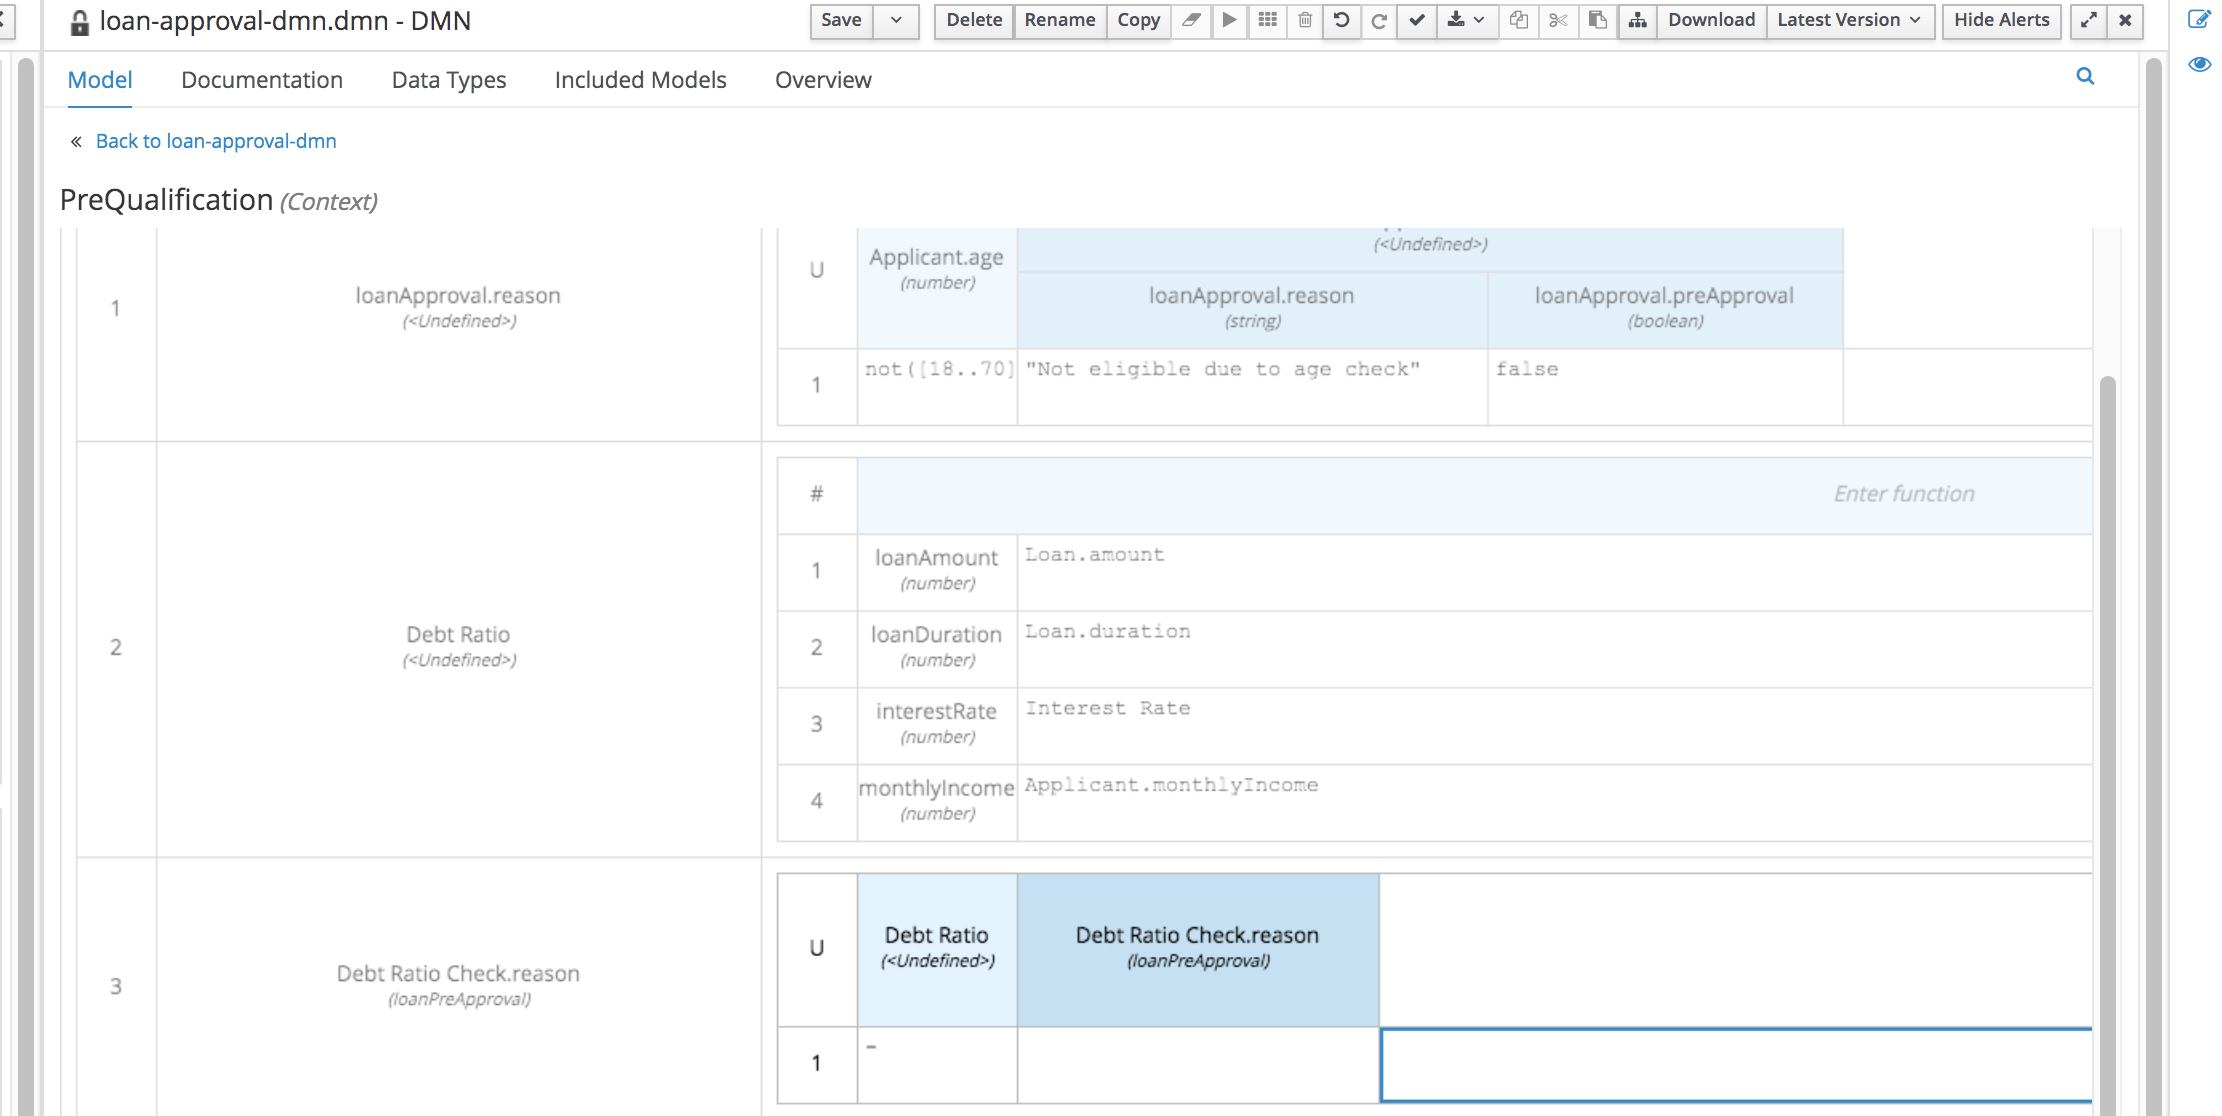 loan-approval-dmn.dmn - DMN
Save
Delete
Rename
Copy
Download
Latest Version
Hide Alerts
Model
Documentation
Data Types
Included Models
Overview
« Back to loan-approval-dmn
PreQualification (Context)
1
loanApproval.reason
(<Undefined>)
U
Applicant.age
(number)
(<Undefined>)
loanApproval.reason
(string)
loanApproval.preApproval
(boolean)
1
not([18..70]
"Not eligible due to age check"
false
2
Debt Ratio
(<Undefined>)
#
Enter function
1
loanAmount
(number)
Loan.amount
2
loanDuration
(number)
Loan.duration
3
interestRate
(number)
Interest Rate
4
monthlyIncome
(number)
Applicant.monthlyIncome
3
Debt Ratio Check.reason
(loanPreApproval)
U
Debt Ratio
(<Undefined>)
Debt Ratio Check.reason
(loanPreApproval)
1
-